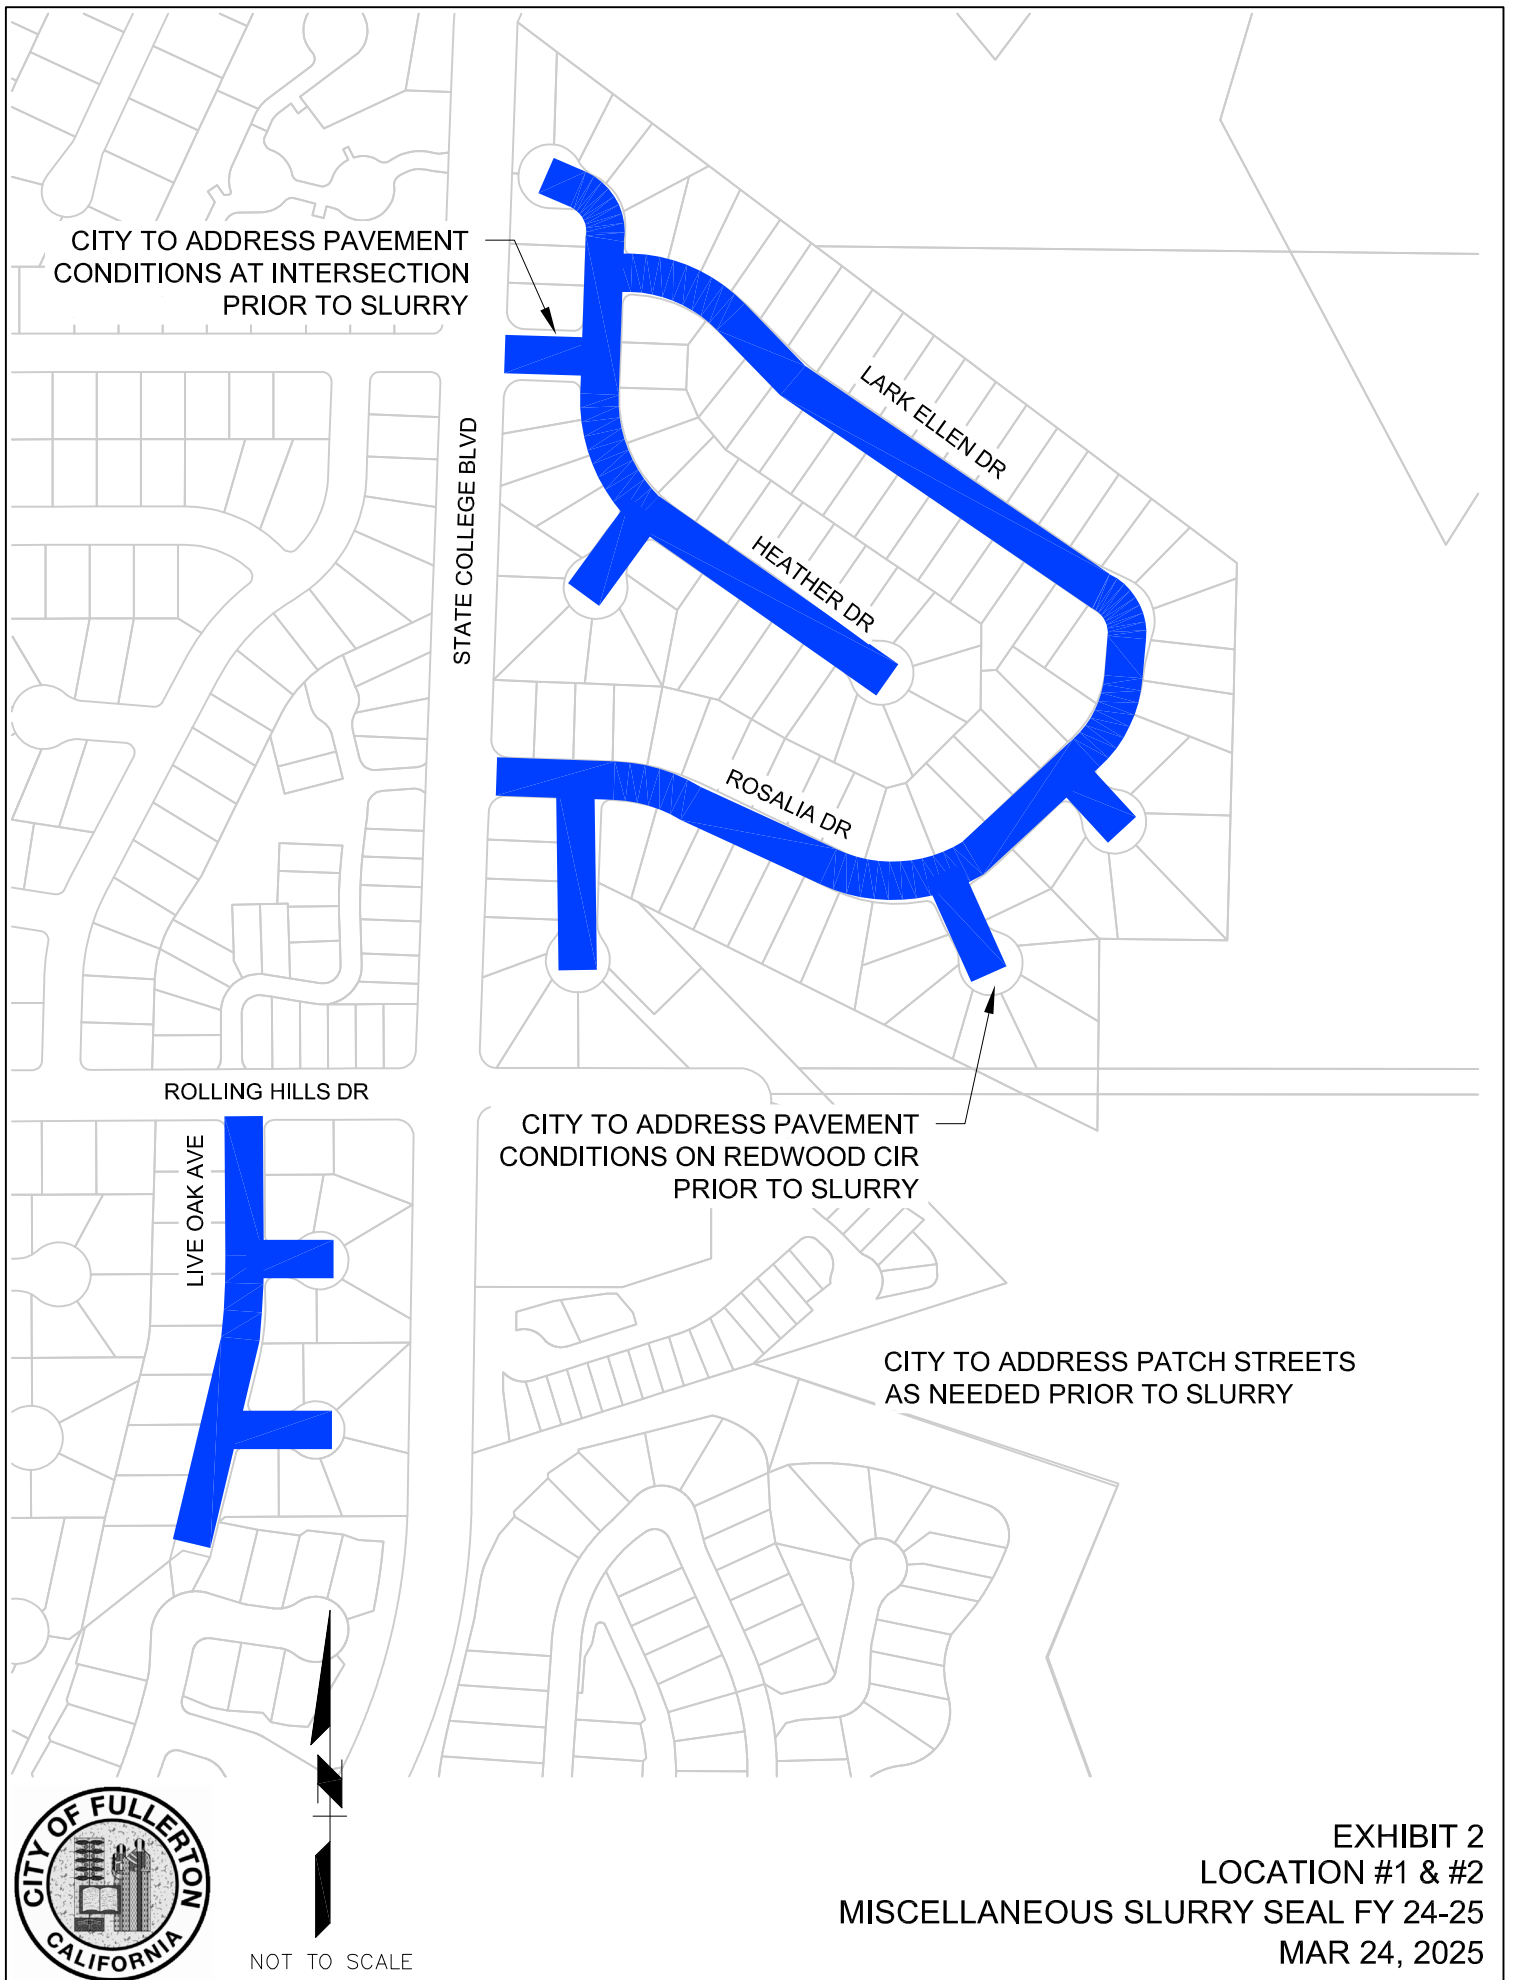 CITY TO ADDRESS PAVEMENT
CONDITIONS AT INTERSECTION
PRIOR TO SLURRY
LARK ELLEN DR
STATE COLLEGE BLVD
HEATHER DR
ROSALIA DR
ROLLING HILLS DR
LIVE OAK AVE
CITY TO ADDRESS PAVEMENT
CONDITIONS ON REDWOOD CIR
PRIOR TO SLURRY
CITY TO ADDRESS PATCH STREETS
AS NEEDED PRIOR TO SLURRY
N
CITY OF FULLERTON
CALIFORNIA
NOT TO SCALE
EXHIBIT 2
LOCATION #1 & #2
MISCELLANEOUS SLURRY SEAL FY 24-25
MAR 24, 2025